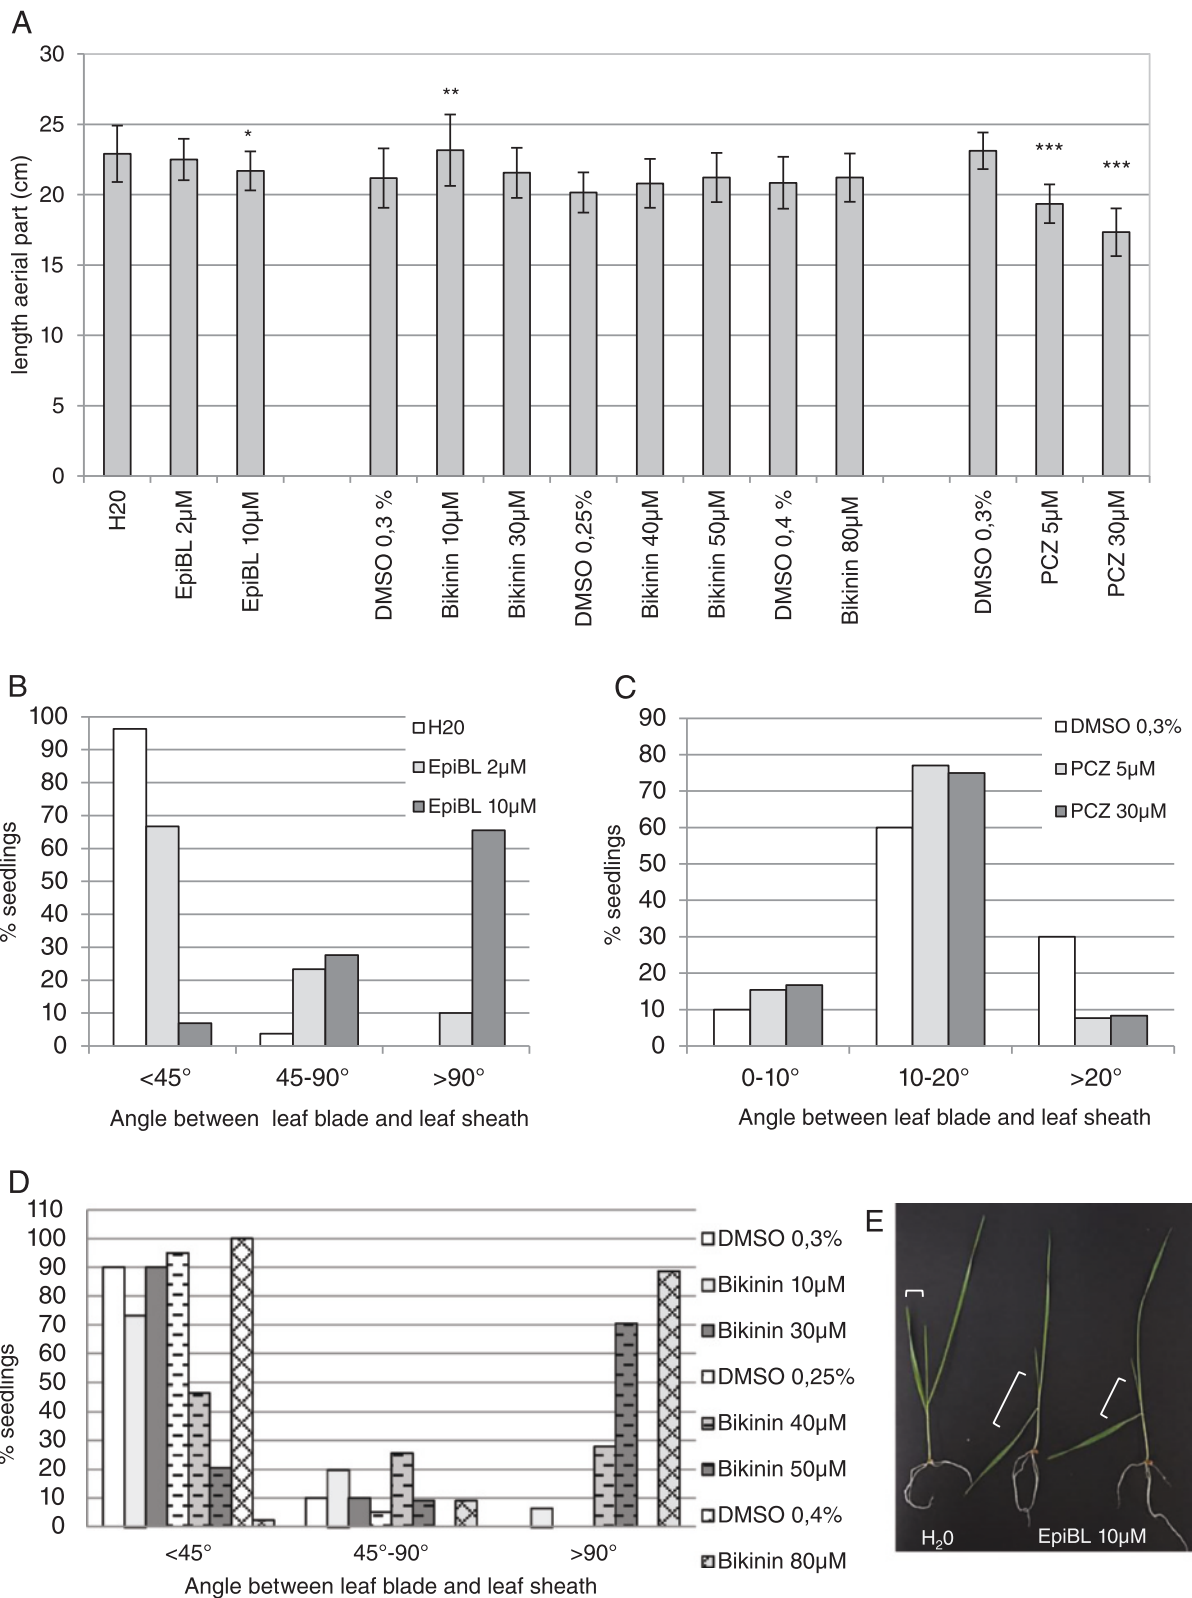 A
30
25
20
15
10
5
0
length aerial part (cm)
*
**
***
***
H20
EpiBL 2µM
EpiBL 10µM
DMSO 0,3 %
Bikinin 10µM
Bikinin 30µM
DMSO 0,25%
Bikinin 40µM
Bikinin 50µM
DMSO 0,4 %
Bikinin 80µM
DMSO 0,3%
PCZ 5µM
PCZ 30µM
B
100
90
80
70
60
50
40
30
20
10
0
% seedlings
H20
EpiBL 2µM
EpiBL 10µM
<45°
45-90°
>90°
Angle between leaf blade and leaf sheath
C
90
80
70
60
50
40
30
20
10
0
% seedlings
DMSO 0,3%
PCZ 5µM
PCZ 30µM
0-10°
10-20°
>20°
Angle between leaf blade and leaf sheath
D
110
100
90
80
70
60
50
40
30
20
10
0
% seedlings
DMSO 0,3%
Bikinin 10µM
Bikinin 30µM
DMSO 0,25%
Bikinin 40µM
Bikinin 50µM
DMSO 0,4%
Bikinin 80µM
<45°
45°-90°
>90°
Angle between leaf blade and leaf sheath
E
H₂0
EpiBL 10µM